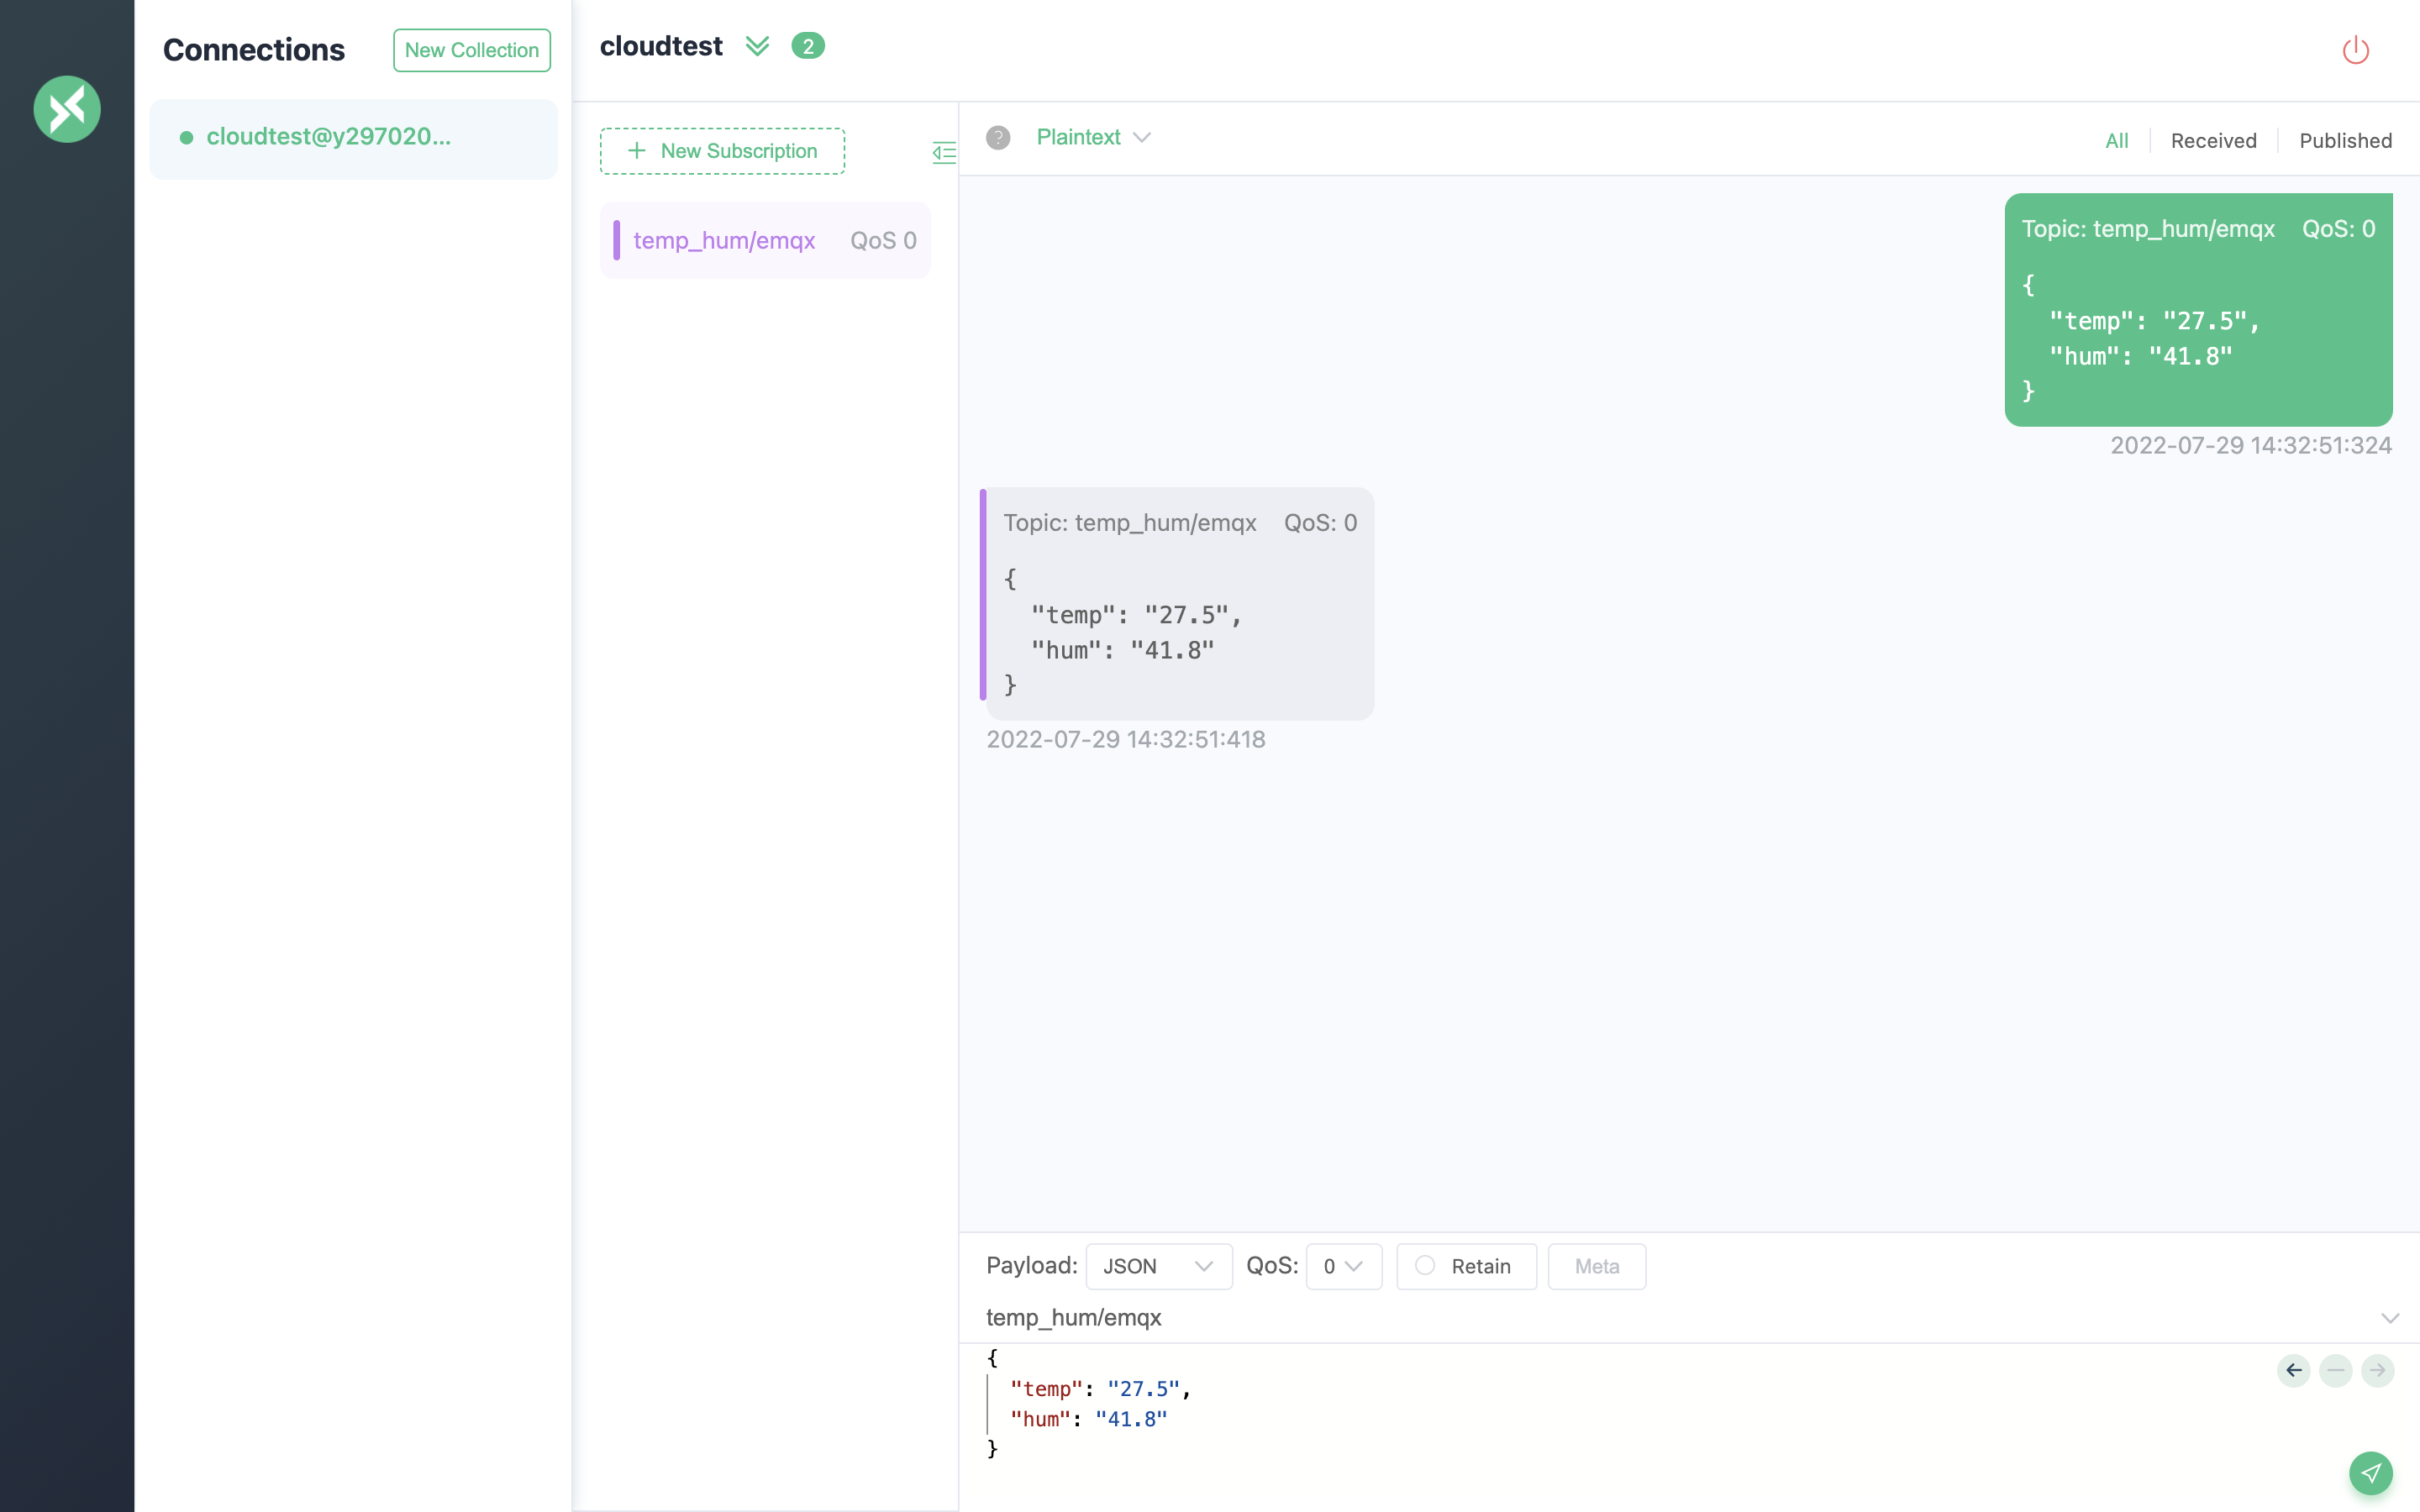 Connections
New Collection
cloudtest@y297020...
cloudtest
2
New Subscription
temp_hum/emqx QoS 0
? Plaintext
All Received Published
Topic: temp_hum/emqx QoS: 0
{
"temp": "27.5",
"hum": "41.8"
}
2022-07-29 14:32:51:324
Topic: temp_hum/emqx QoS: 0
{
"temp": "27.5",
"hum": "41.8"
}
2022-07-29 14:32:51:418
Payload: JSON QoS: 0 Retain Meta
temp_hum/emqx
{
"temp": "27.5",
"hum": "41.8"
}